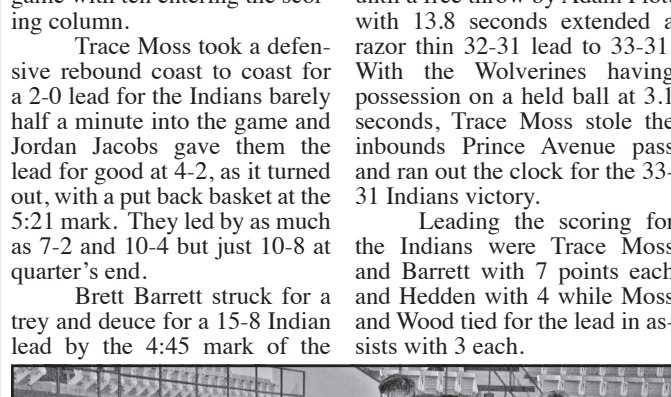 game with ten entering the scor-
ing column.
Trace Moss took a defen-
sive rebound coast to coast for
a 2-0 lead for the Indians barely
half a minute into the game and
Jordan Jacobs gave them the
lead for good at 4-2, as it turned
out, with a put back basket at the
5:21 mark. They led by as much
as 7-2 and 10-4 but just 10-8 at
quarter's end.
Brett Barrett struck for a
trey and deuce for a 15-8 Indian
lead by the 4:45 mark of the
until a free throw by Adam
with 13.8 seconds extended a
razor thin 32-31 lead to 33-31
With the Wolverines having
possession on a held ball at 3.1
seconds, Trace Moss stole the
inbounds Prince Avenue pass
and ran out the clock for the 33-
31 Indians victory.
Leading the scoring for
the Indians were Trace Moss
and Barrett with 7 points each
and Hedden with 4 while Moss
and Wood tied for the lead in as-
sists with 3 each.